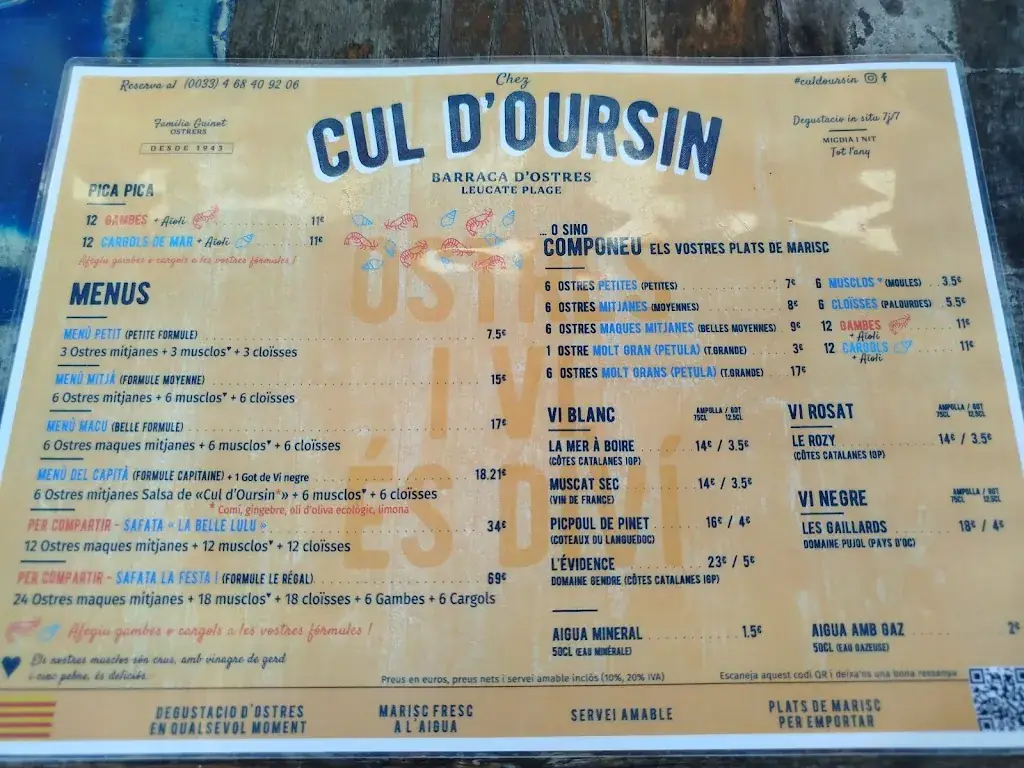 Reserva al (0033) 4 68 40 92 06
Chez
CUL D'OURSIN
BARRACA D'OSTRES
LEUCATE PLAGE
#culdoursin
Familia Guinot
OSTRERS
DESDE 1943
Degustacio in situ 7j/7
MIGDIA I NIT
Tot l'any
OSTRES
I VI
ÉS DIVÍ
PICA PICA
12 GAMBES + Aïoli 11€
12 CARGOLS DE MAR + Aïoli 11€
Afegiu gambes o cargols a les vostres fórmules !
MENUS
MENÚ PETIT (PETITE FORMULE) 7.5€
3 Ostres mitjanes + 3 musclos* + 3 cloïsses
MENÚ MITJÀ (FORMULE MOYENNE) 15€
6 Ostres mitjanes + 6 musclos* + 6 cloïsses
MENÚ MACU (BELLE FORMULE) 17€
6 Ostres maques mitjanes + 6 musclos* + 6 cloïsses
MENÚ DEL CAPITÀ (FORMULE CAPITAINE) + 1 Got de Vi negre 18.21€
6 Ostres mitjanes Salsa de «Cul d'Oursin*» + 6 musclos* + 6 cloïsses
* Comí, gingebre, oli d'oliva ecològic, limona
PER COMPARTIR - SAFATA « LA BELLE LULU » 34€
12 Ostres maques mitjanes + 12 musclos* + 12 cloïsses
PER COMPARTIR - SAFATA LA FESTA ! (FORMULE LE RÉGAL) 69€
24 Ostres maques mitjanes + 18 musclos* + 18 cloïsses + 6 Gambes + 6 Cargols
Afegiu gambes o cargols a les vostres fórmules !
Els nostres musclos són crus, amb vinagre de gerd
i amb pebre, és deliciós.
... O SINO
COMPONEU ELS VOSTRES PLATS DE MARISC
6 OSTRES PETITES (PETITES) 7€
6 OSTRES MITJANES (MOYENNES) 8€
6 OSTRES MAQUES MITJANES (BELLES MOYENNES) 9€
1 OSTRE MOLT GRAN (PETULA) (T.GRANDE) 3€
6 OSTRES MOLT GRANS (PETULA) (T.GRANDE) 17€
6 MUSCLOS * (MOULES) 3.5€
6 CLOÏSSES (PALOURDES) 5.5€
12 GAMBES 11€
+ Aïoli
12 CARGOLS 11€
+ Aïoli
VI BLANC
AMPOLLA / GOT
75CL 12.5CL
LA MER À BOIRE 14€ / 3.5€
(CÔTES CATALANES IGP)
MUSCAT SEC 14€ / 3.5€
(VIN DE FRANCE)
PICPOUL DE PINET 16€ / 4€
(COTEAUX DU LANGUEDOC)
L'ÉVIDENCE 23€ / 5€
DOMAINE GENDRE (CÔTES CATALANES IGP)
VI ROSAT
AMPOLLA / GOT
75CL 12.5CL
LE ROZY 14€ / 3.5€
(CÔTES CATALANES IGP)
VI NEGRE
AMPOLLA / GOT
75CL 12.5CL
LES GAILLARDS 18€ / 4€
DOMAINE PUJOL (PAYS D'OC)
AIGUA MINERAL 1.5€
50CL (EAU MINÉRALE)
AIGUA AMB GAZ 2€
50CL (EAU GAZEUSE)
Preus en euros, preus nets i servei amable inclòs (10%, 20% IVA)
Escaneja aquest codi QR i deixa'ns una bona ressenya
DEGUSTACIO D'OSTRES
EN QUALSEVOL MOMENT
MARISC FRESC
A L'AIGUA
SERVEI AMABLE
PLATS DE MARISC
PER EMPORTAR